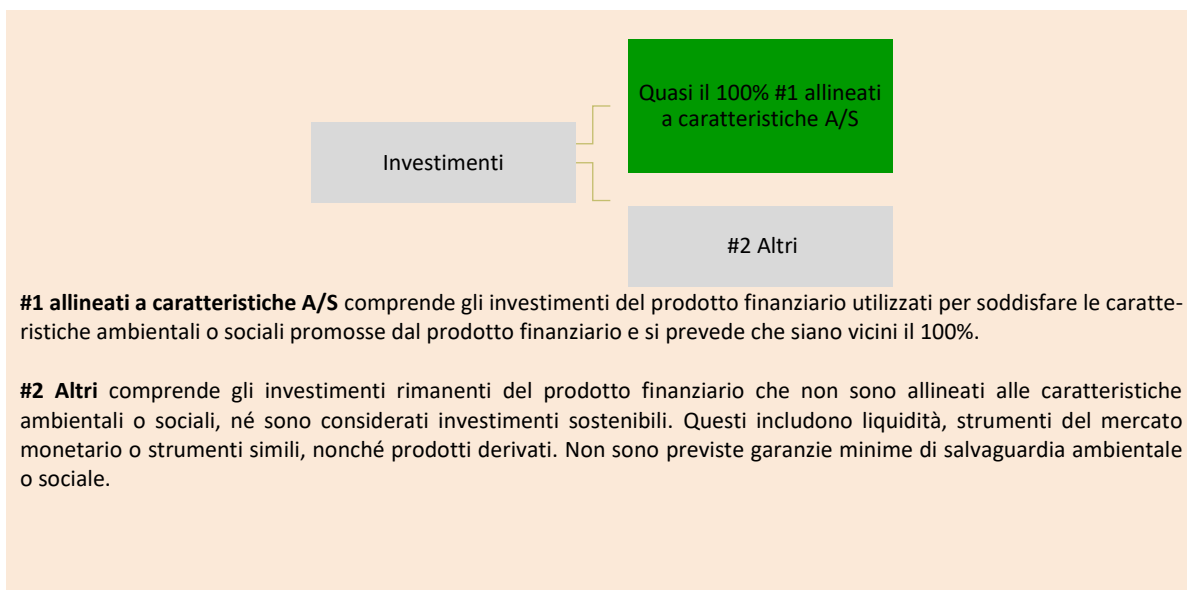 Quasi il 100% #1 allineati
a caratteristiche A/S
Investimenti
#2 Altri
#1 allineati a caratteristiche A/S comprende gli investimenti del prodotto finanziario utilizzati per soddisfare le caratte-
ristiche ambientali o sociali promosse dal prodotto finanziario e si prevede che siano vicini il 100%.
#2 Altri comprende gli investimenti rimanenti del prodotto finanziario che non sono allineati alle caratteristiche
ambientali o sociali, né sono considerati investimenti sostenibili. Questi includono liquidità, strumenti del mercato
monetario o strumenti simili, nonché prodotti derivati. Non sono previste garanzie minime di salvaguardia ambientale
o sociale.